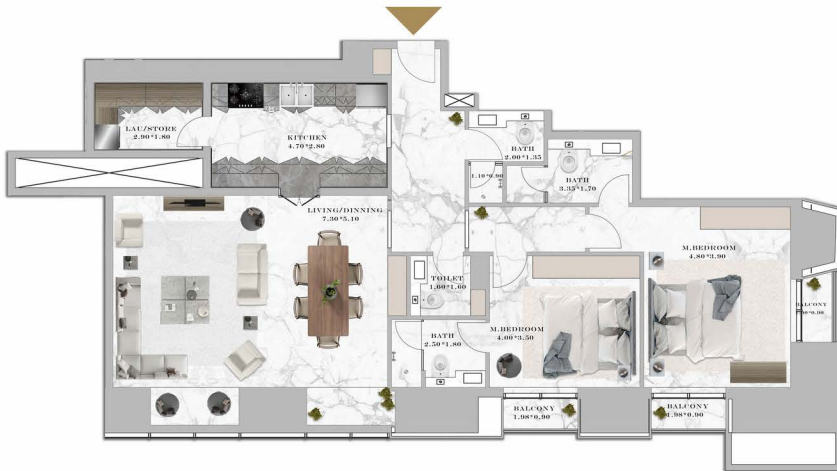 LAU/STORE
2.90*1.80
KITCHEN
4.70*2.80
BATH
2.00*1.35
1.10*0.90
BATH
3.35*1.70
LIVING/DINNING
7.30*5.10
M.BEDROOM
4.80*3.90
TOILET
1.60*1.60
BALCONY
M.BEDROOM
4.00*3.50
BATH
2.50*1.80
BALCONY
1.98*0.90
BALCONY
1.98*0.90